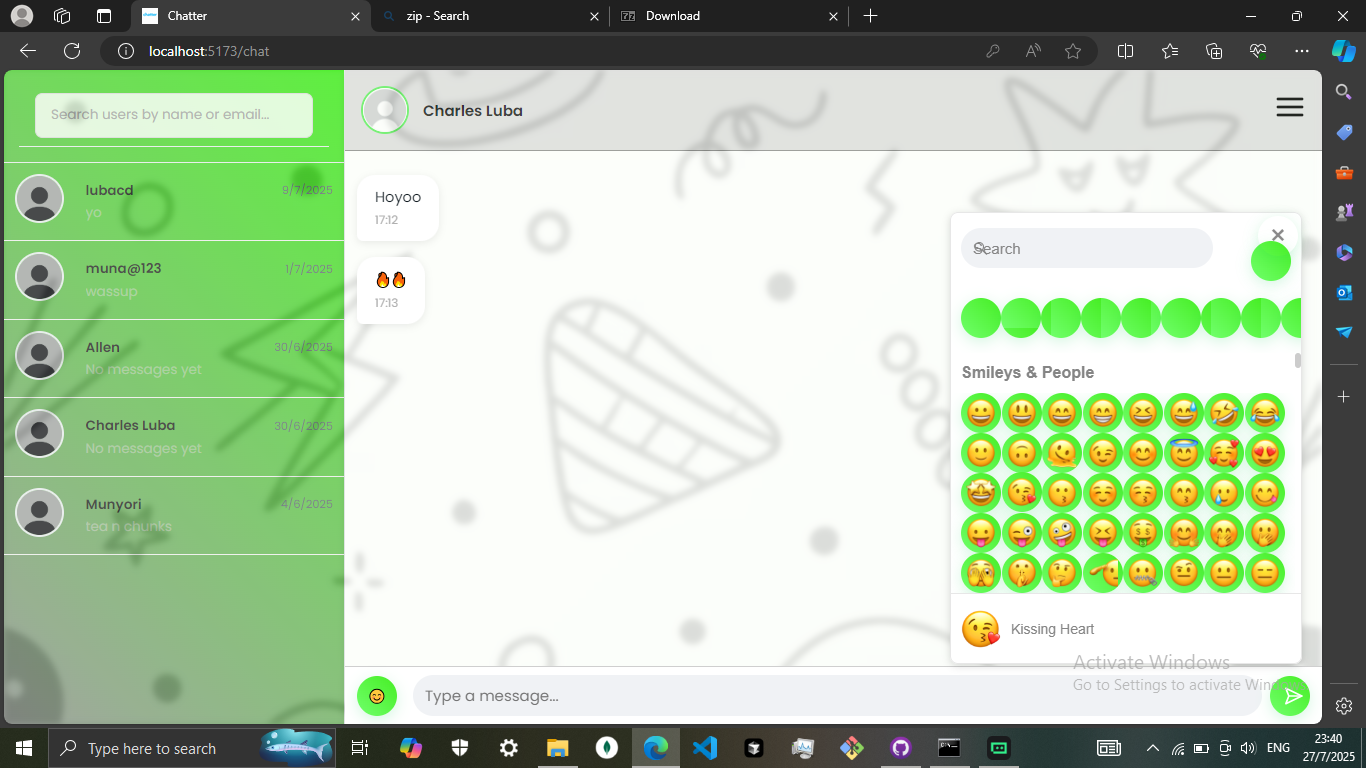 Chatter
zip - Search
Download
localhost:5173/chat
Search users by name or email...
lubacd
9/7/2025
yo
muna@123
1/7/2025
wassup
Allen
30/6/2025
No messages yet
Charles Luba
30/6/2025
No messages yet
Munyori
4/6/2025
tea n chunks
Charles Luba
Hoyoo
17:12
🔥🔥
17:13
Search
Smileys & People
Kissing Heart
Type a message...
Activate Windows
Go to Settings to activate Windows.
Type here to search
ENG
23:40
27/7/2025